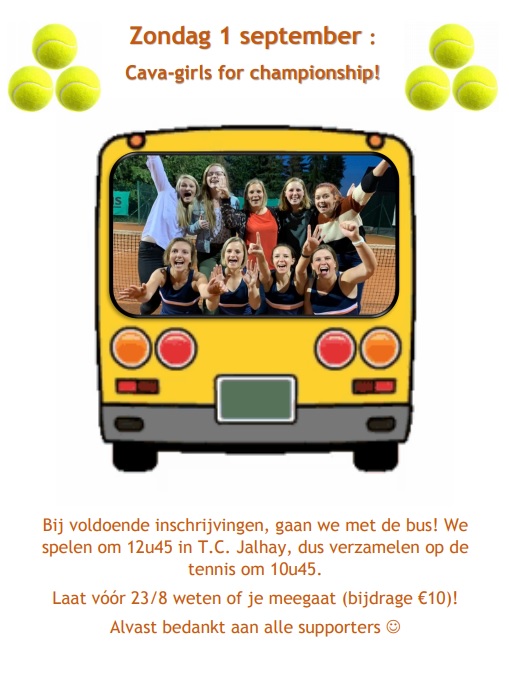 Zondag 1 september :
Cava-girls for championship!
Bij voldoende inschrijvingen, gaan we met de bus! We
spelen om 12u45 in T.C. Jalhay, dus verzamelen op de
tennis om 10u45.
Laat vóór 23/8 weten of je meegaat (bijdrage €10)!
Alvast bedankt aan alle supporters ☺